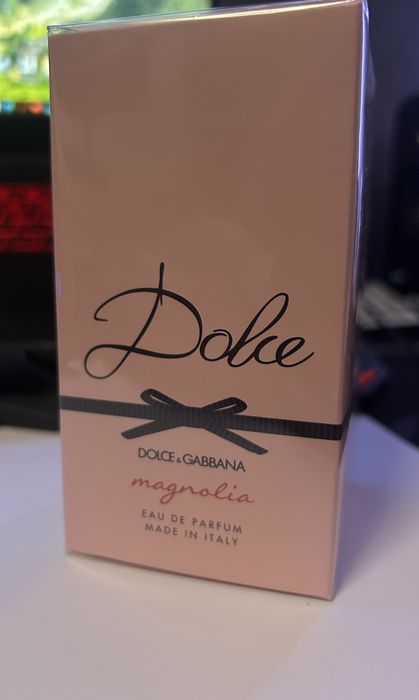 Dolce
DOLCE & GABBANA
magnolia
EAU DE PARFUM
MADE IN ITALY